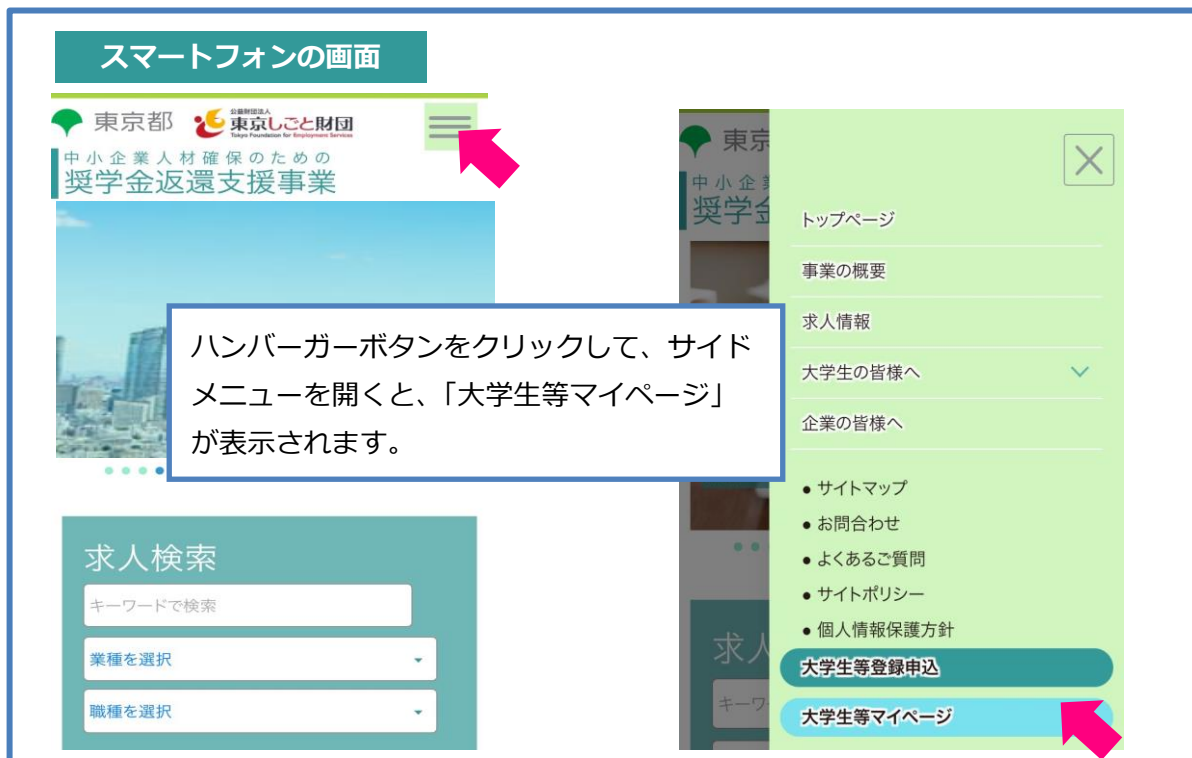 スマートフォンの画面
東京都
公益財団法人
東京しごと財団
Tokyo Foundation for Employment Services
中小企業人材確保のための
奨学金返還支援事業
ハンバーガーボタンをクリックして、サイド
メニューを開くと、「大学生等マイページ」
が表示されます。
求人検索
キーワードで検索
業種を選択
職種を選択
東京
中小企業
奨学金
トップページ
事業の概要
求人情報
大学生の皆様へ
企業の皆様へ
● サイトマップ
● お問合わせ
● よくあるご質問
● サイトポリシー
● 個人情報保護方針
求人
キーワ
大学生等登録申込
大学生等マイページ